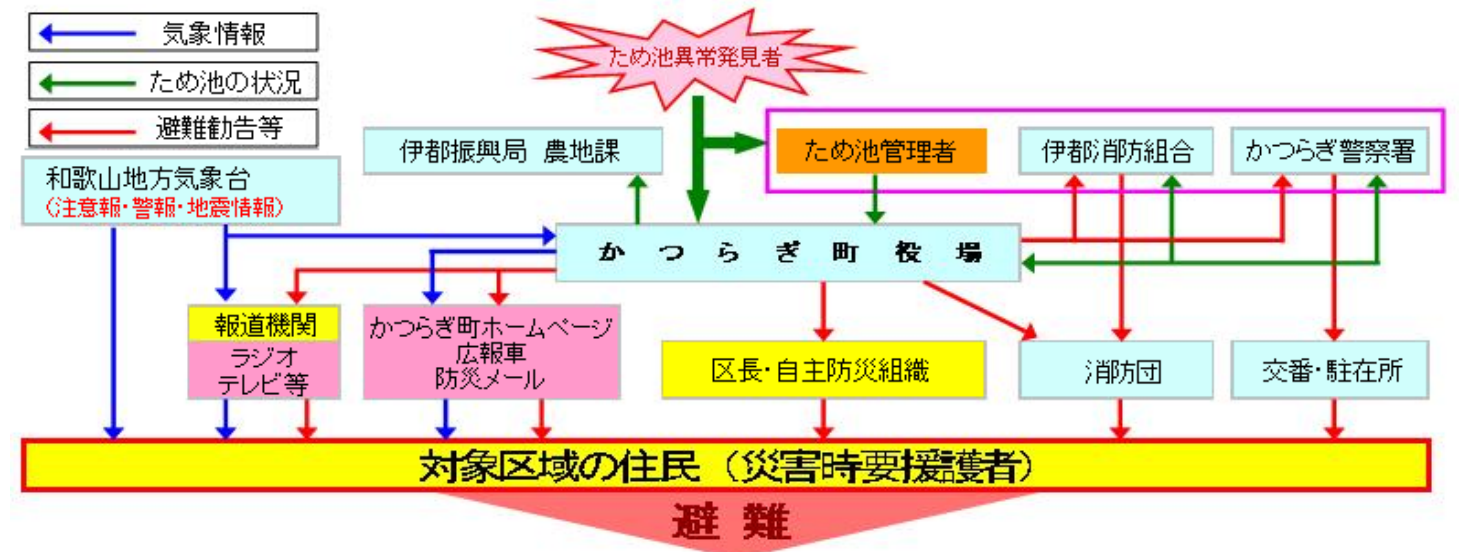 気象情報
ため池の状況
避難勧告等
ため池異常発見者
伊都振興局 農地課
ため池管理者
伊都消防組合
かつらぎ警察署
和歌山地方気象台
(注意報・警報・地震情報)
かつらぎ町役場
報道機関
ラジオ
テレビ等
かつらぎ町ホームページ
広報車
防災メール
区長・自主防災組織
消防団
交番・駐在所
対象区域の住民(災害時要援護者)
避難